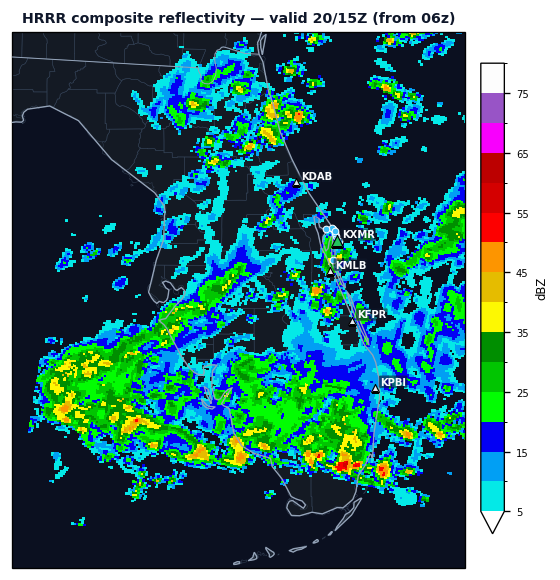 HRRR composite reflectivity — valid 20/15Z (from 06z)
KDAB
KXMR
KMLB
KFPR
KPBI
75
65
55
45
35
25
15
5
dBZ